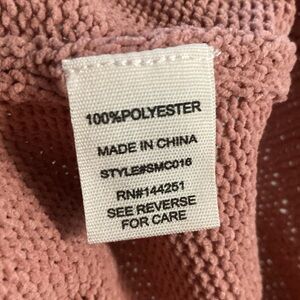 100%POLYESTER
MADE IN CHINA
STYLE#SMC016
RN#144251
SEE REVERSE
FOR CARE